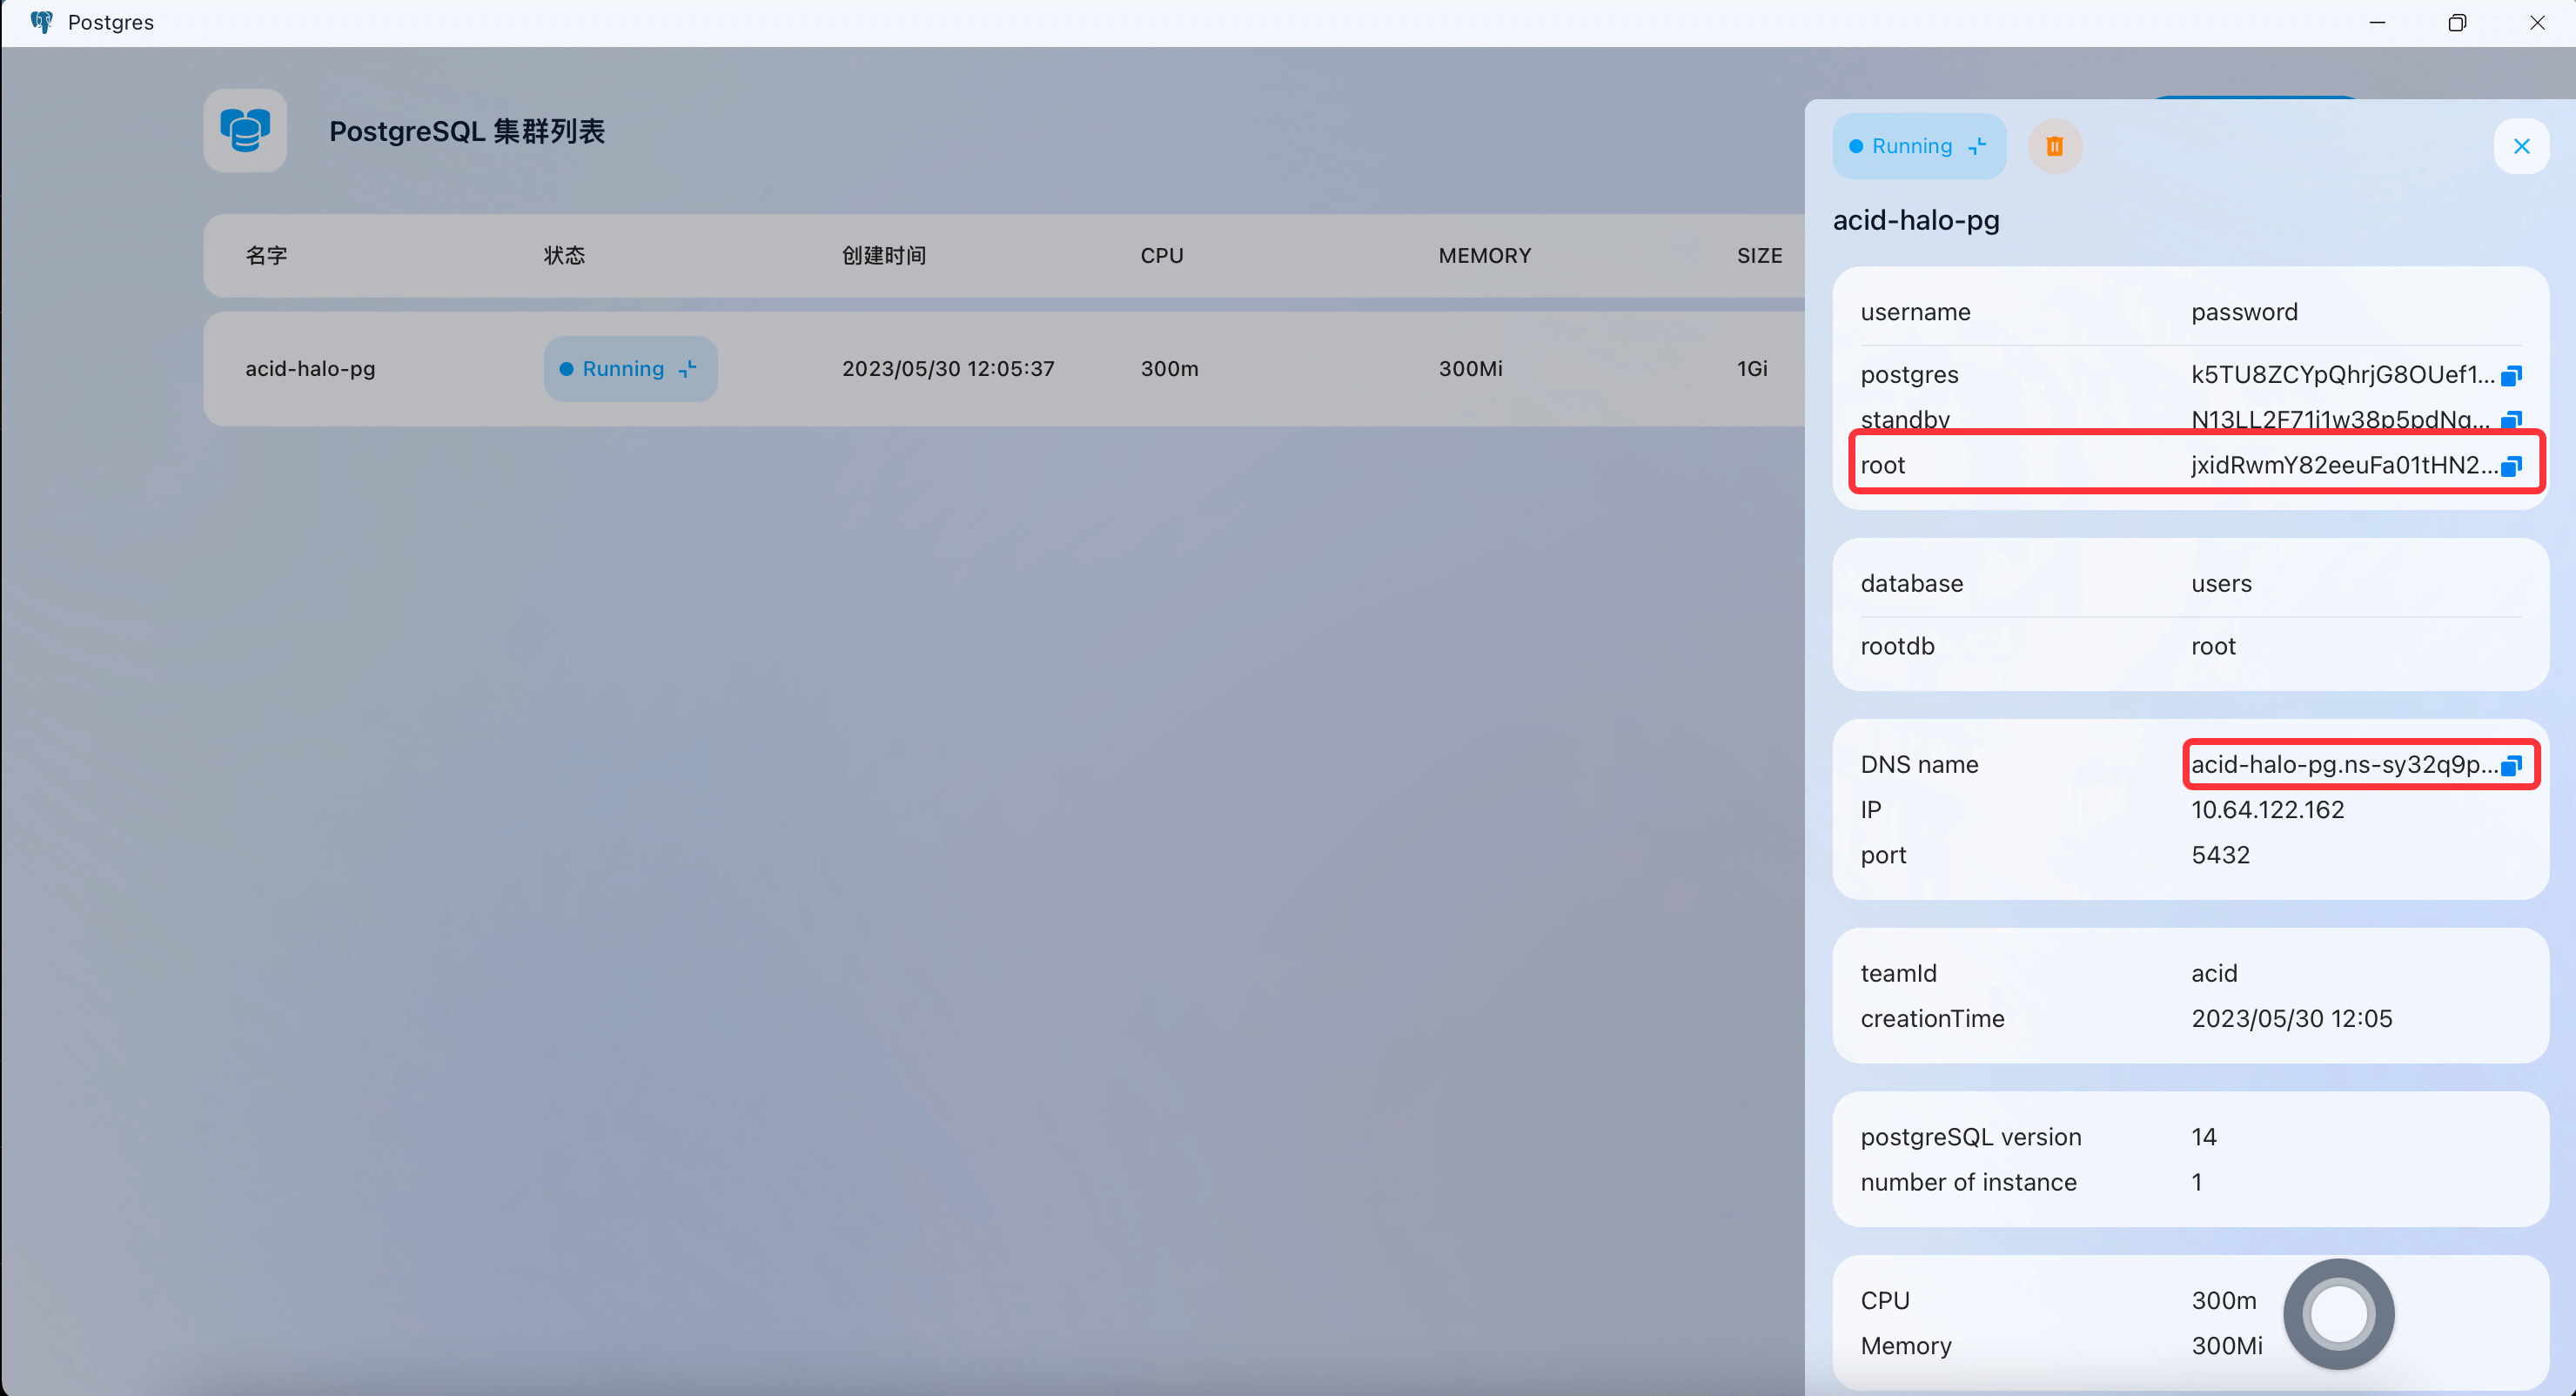 Postgres
PostgreSQL 集群列表
名字 状态 创建时间 CPU MEMORY SIZE
acid-halo-pg Running 2023/05/30 12:05:37 300m 300Mi 1Gi
Running
acid-halo-pg
username password
postgres k5TU8ZCYpQhrjG8OUef1...
standby N13LL2F71i1w38p5pdNq...
root jxidRwmY82eeuFa01tHN2...
database users
rootdb root
DNS name acid-halo-pg.ns-sy32q9p...
IP 10.64.122.162
port 5432
teamId acid
creationTime 2023/05/30 12:05
postgreSQL version 14
number of instance 1
CPU 300m
Memory 300Mi